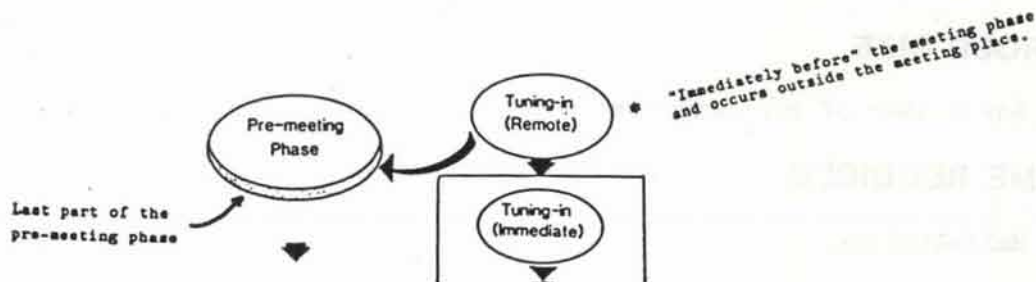 "Immediately before" the meeting phase
and occurs outside the meeting place.
*
Tuning-in
(Remote)
Pre-meeting
Phase
Tuning-in
(Immediate)
Last part of the
pre-meeting phase